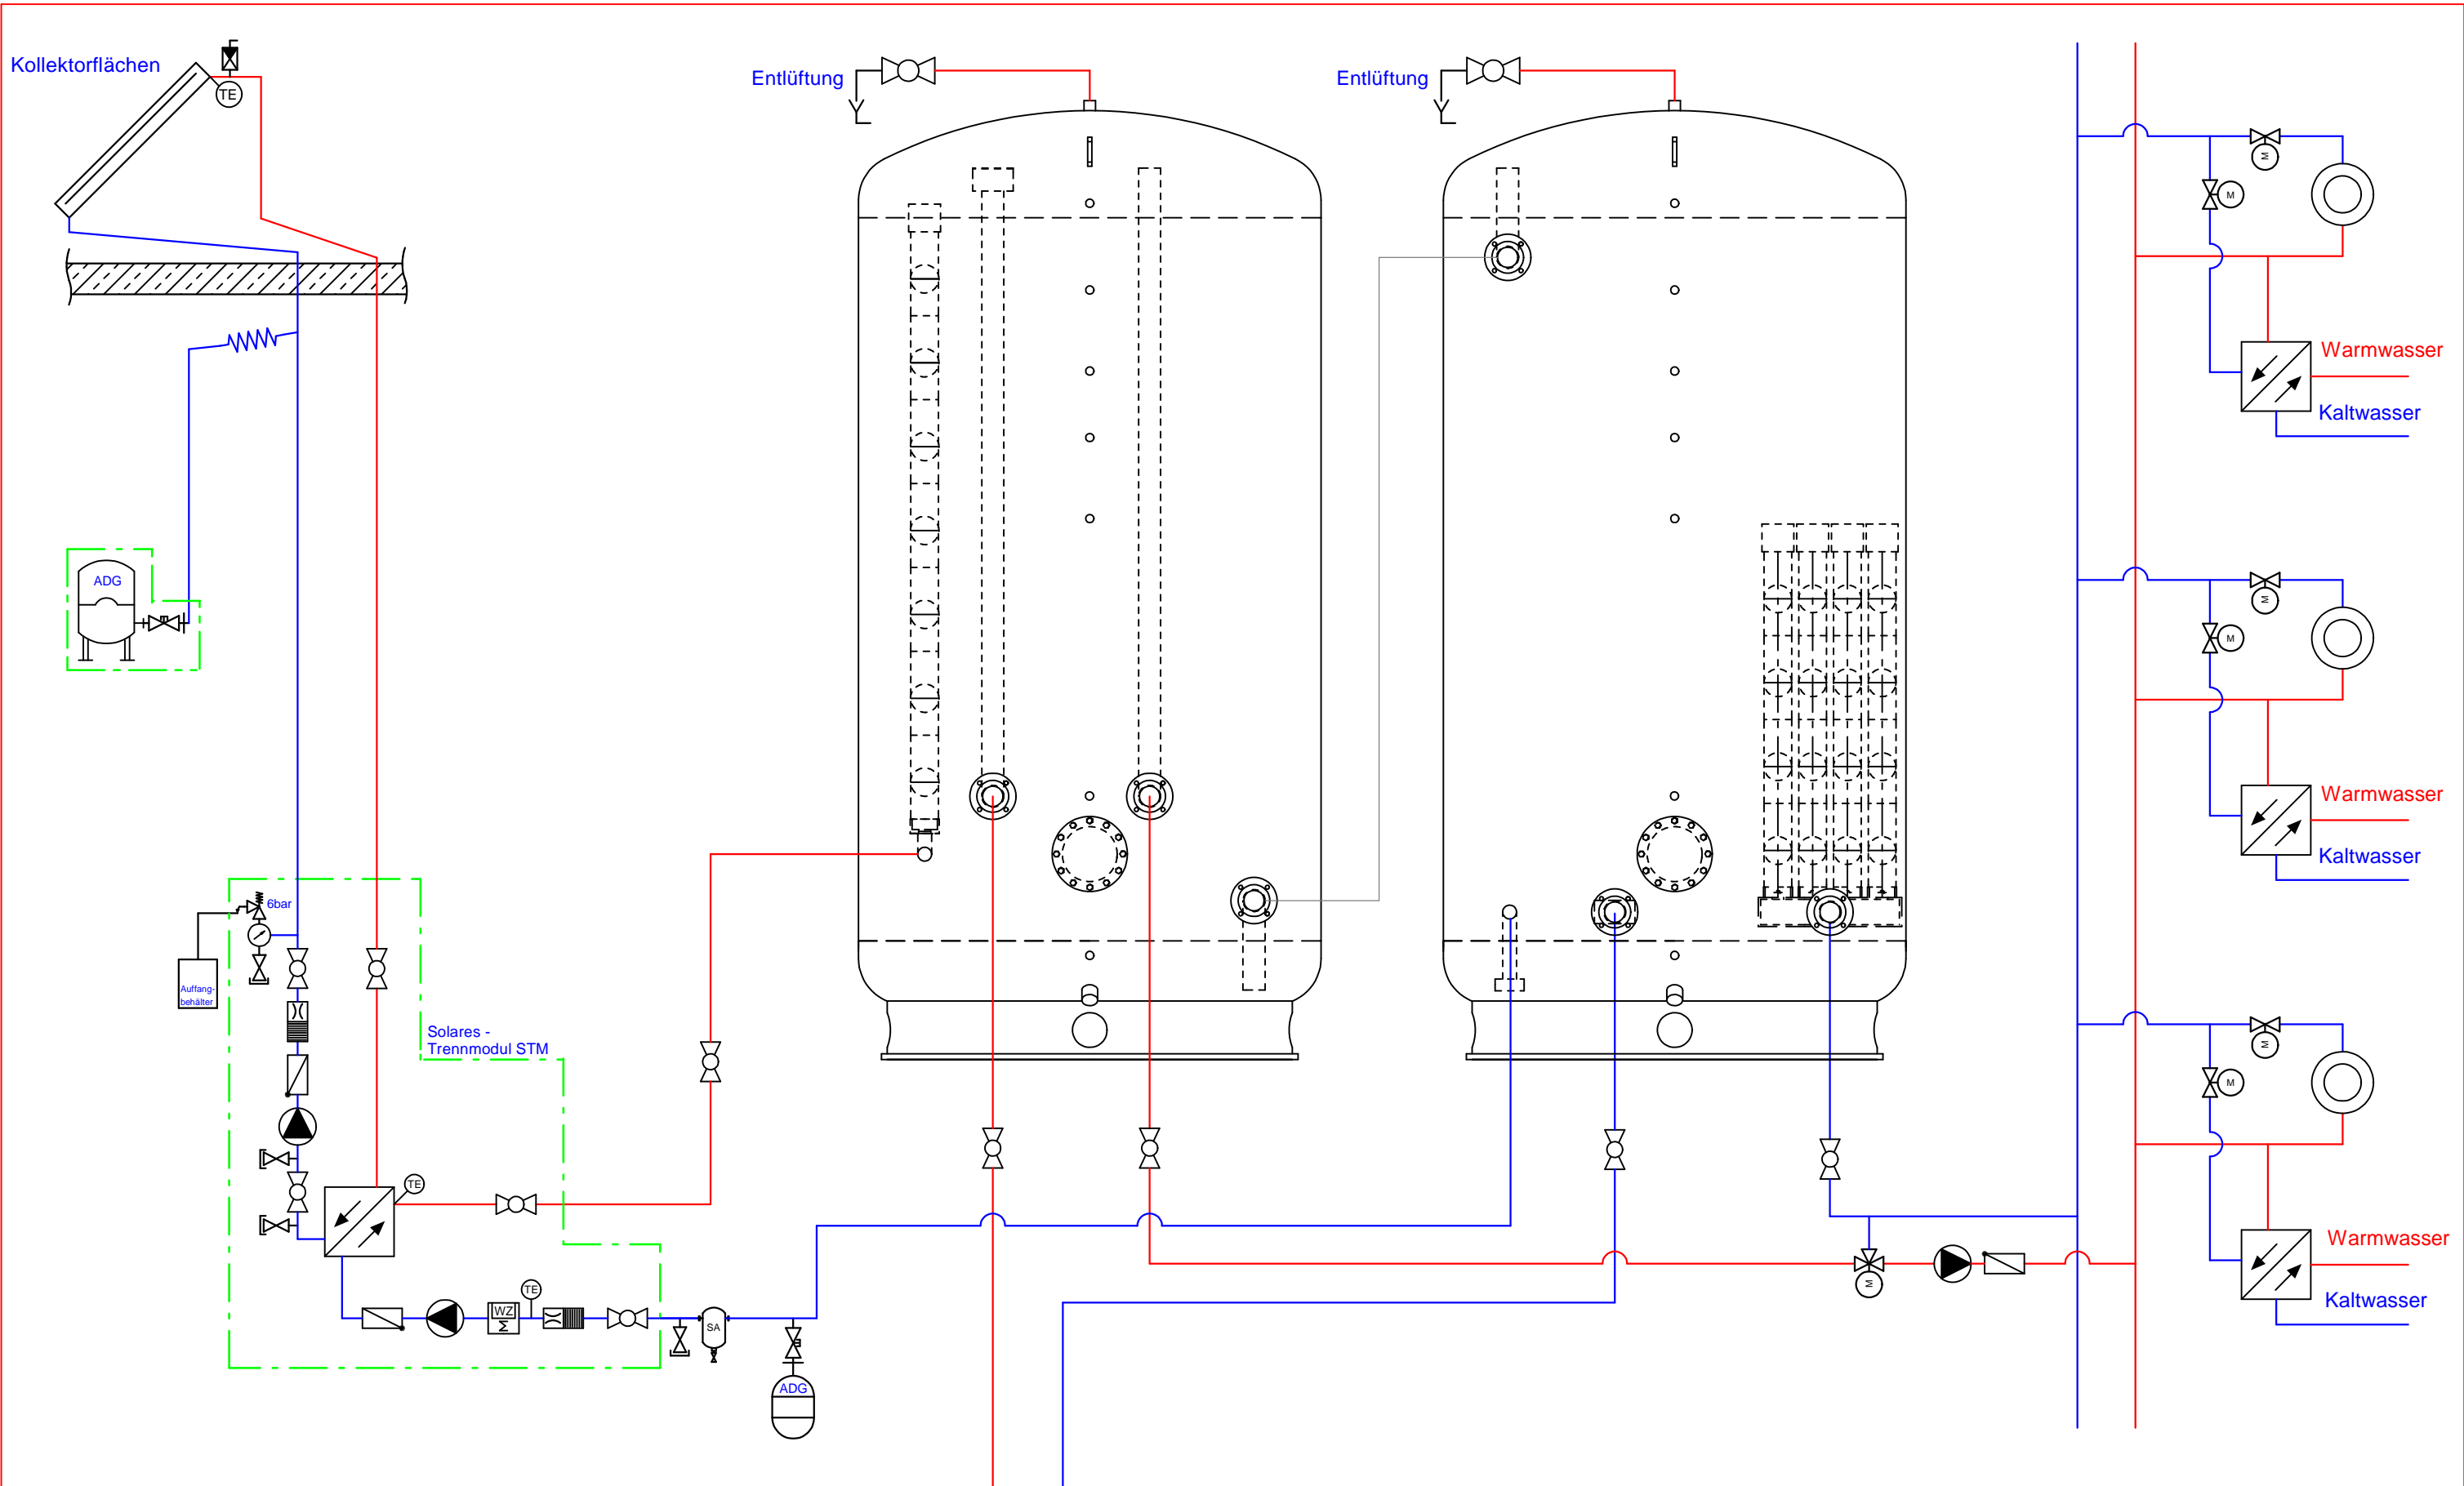 Kollektorflächen
TE
Entlüftung
Entlüftung
M
M
Warmwasser
Kaltwasser
ADG
M
M
Warmwasser
Kaltwasser
6bar
Auffang-
behälter
Solares -
Trennmodul STM
M
M
TE
Warmwasser
Kaltwasser
M
TE
WZ
Σ
SA
ADG